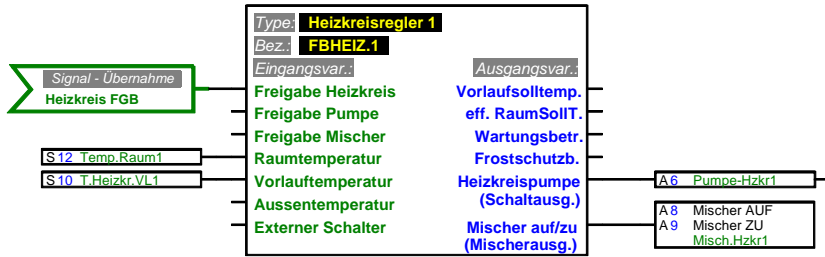 Type: Heizkreisregler 1
Bez.: FBHEIZ.1
Eingangsvar.: Ausgangsvar.:
Signal - Übernahme
Heizkreis FGB
Freigabe Heizkreis Vorlaufsolltemp.
Freigabe Pumpe eff. RaumSollT.
Freigabe Mischer Wartungsbetr.
S 12 Temp.Raum1 Raumtemperatur Frostschutzb.
S 10 T.Heizkr.VL1 Vorlauftemperatur Heizkreispumpe A 6 Pumpe-Hzkr1
Aussentemperatur (Schaltausg.)
Externer Schalter Mischer auf/zu
(Mischerausg.)
A 8 Mischer AUF
A 9 Mischer ZU
Misch.Hzkr1